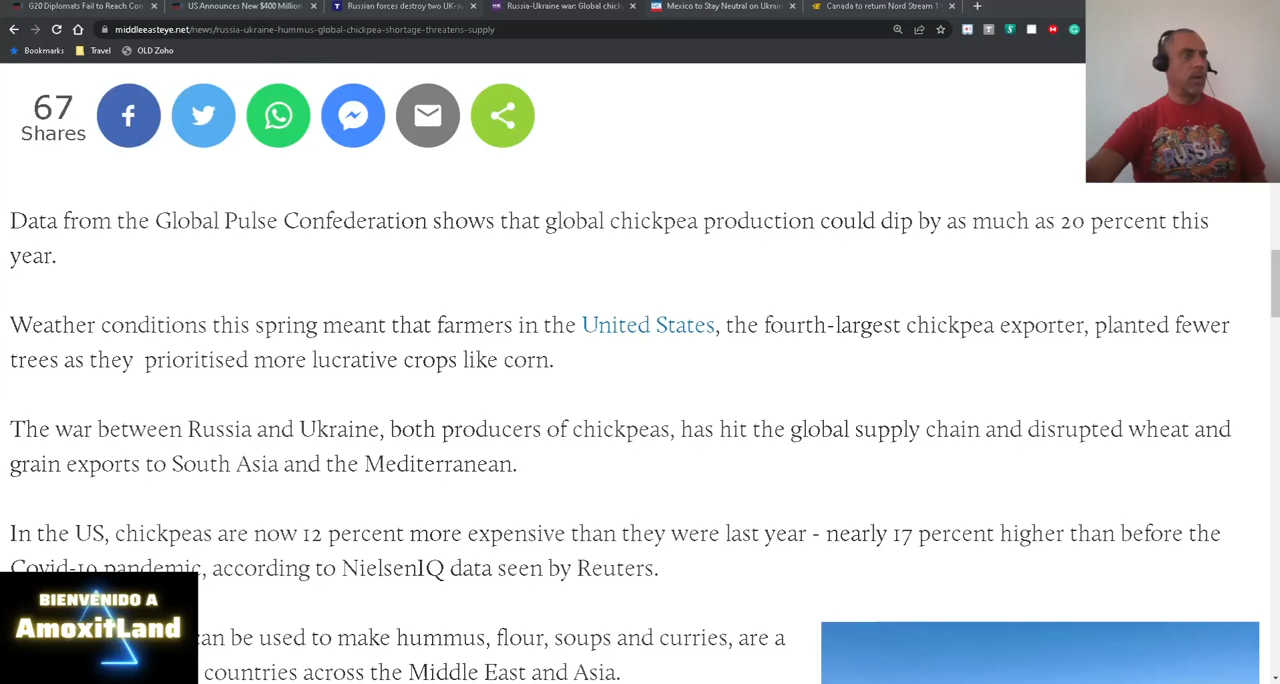 G20 Diplomats Fail to Reach Con
US Announces New $400 Million
Russian forces destroy two UK-su
Russia-Ukraine war: Global chick
Mexico to Stay Neutral on Ukrain
Canada to return Nord Stream 1
middleeasteye.net/news/russia-ukraine-hummus-global-chickpea-shortage-threatens-supply
Bookmarks Travel OLD Zoho
67
Shares
RUSSIA
Data from the Global Pulse Confederation shows that global chickpea production could dip by as much as 20 percent this
year.
Weather conditions this spring meant that farmers in the United States, the fourth-largest chickpea exporter, planted fewer
trees as they prioritised more lucrative crops like corn.
The war between Russia and Ukraine, both producers of chickpeas, has hit the global supply chain and disrupted wheat and
grain exports to South Asia and the Mediterranean.
In the US, chickpeas are now 12 percent more expensive than they were last year - nearly 17 percent higher than before the
Covid-19 pandemic, according to NielsenIQ data seen by Reuters.
can be used to make hummus, flour, soups and curries, are a
countries across the Middle East and Asia.
BIENVENIDO A
AmoxitLand